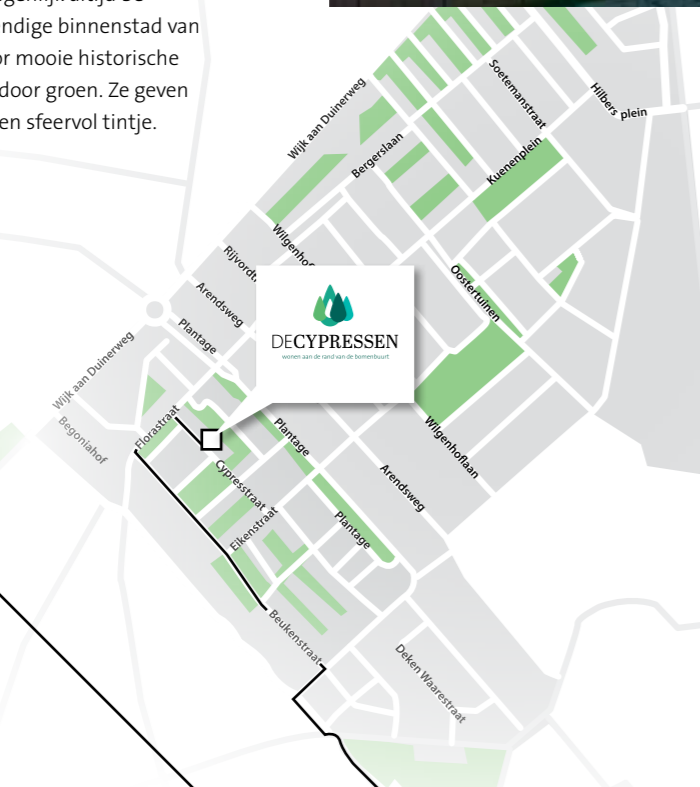 endige binnenstad van
or mooie historische
door groen. Ze geven
en sfeervol tintje.
Wijk aan Duinerweg
Soetemanstraat
Hilbers plein
Bergerslaan
Kuenenplein
Rijvordt
Arendsweg
Plantage
Oostertuinen
DECYPRESSEN
wonen aan de rand van de bomenbuurt
Wijk aan Duinerweg
Begoniahof
Florastraat
Plantage
Wilgenhoflaan
Arendsweg
Cypresstraat
Eikenstraat
Plantage
Beukenstraat
Deken Waarestraat